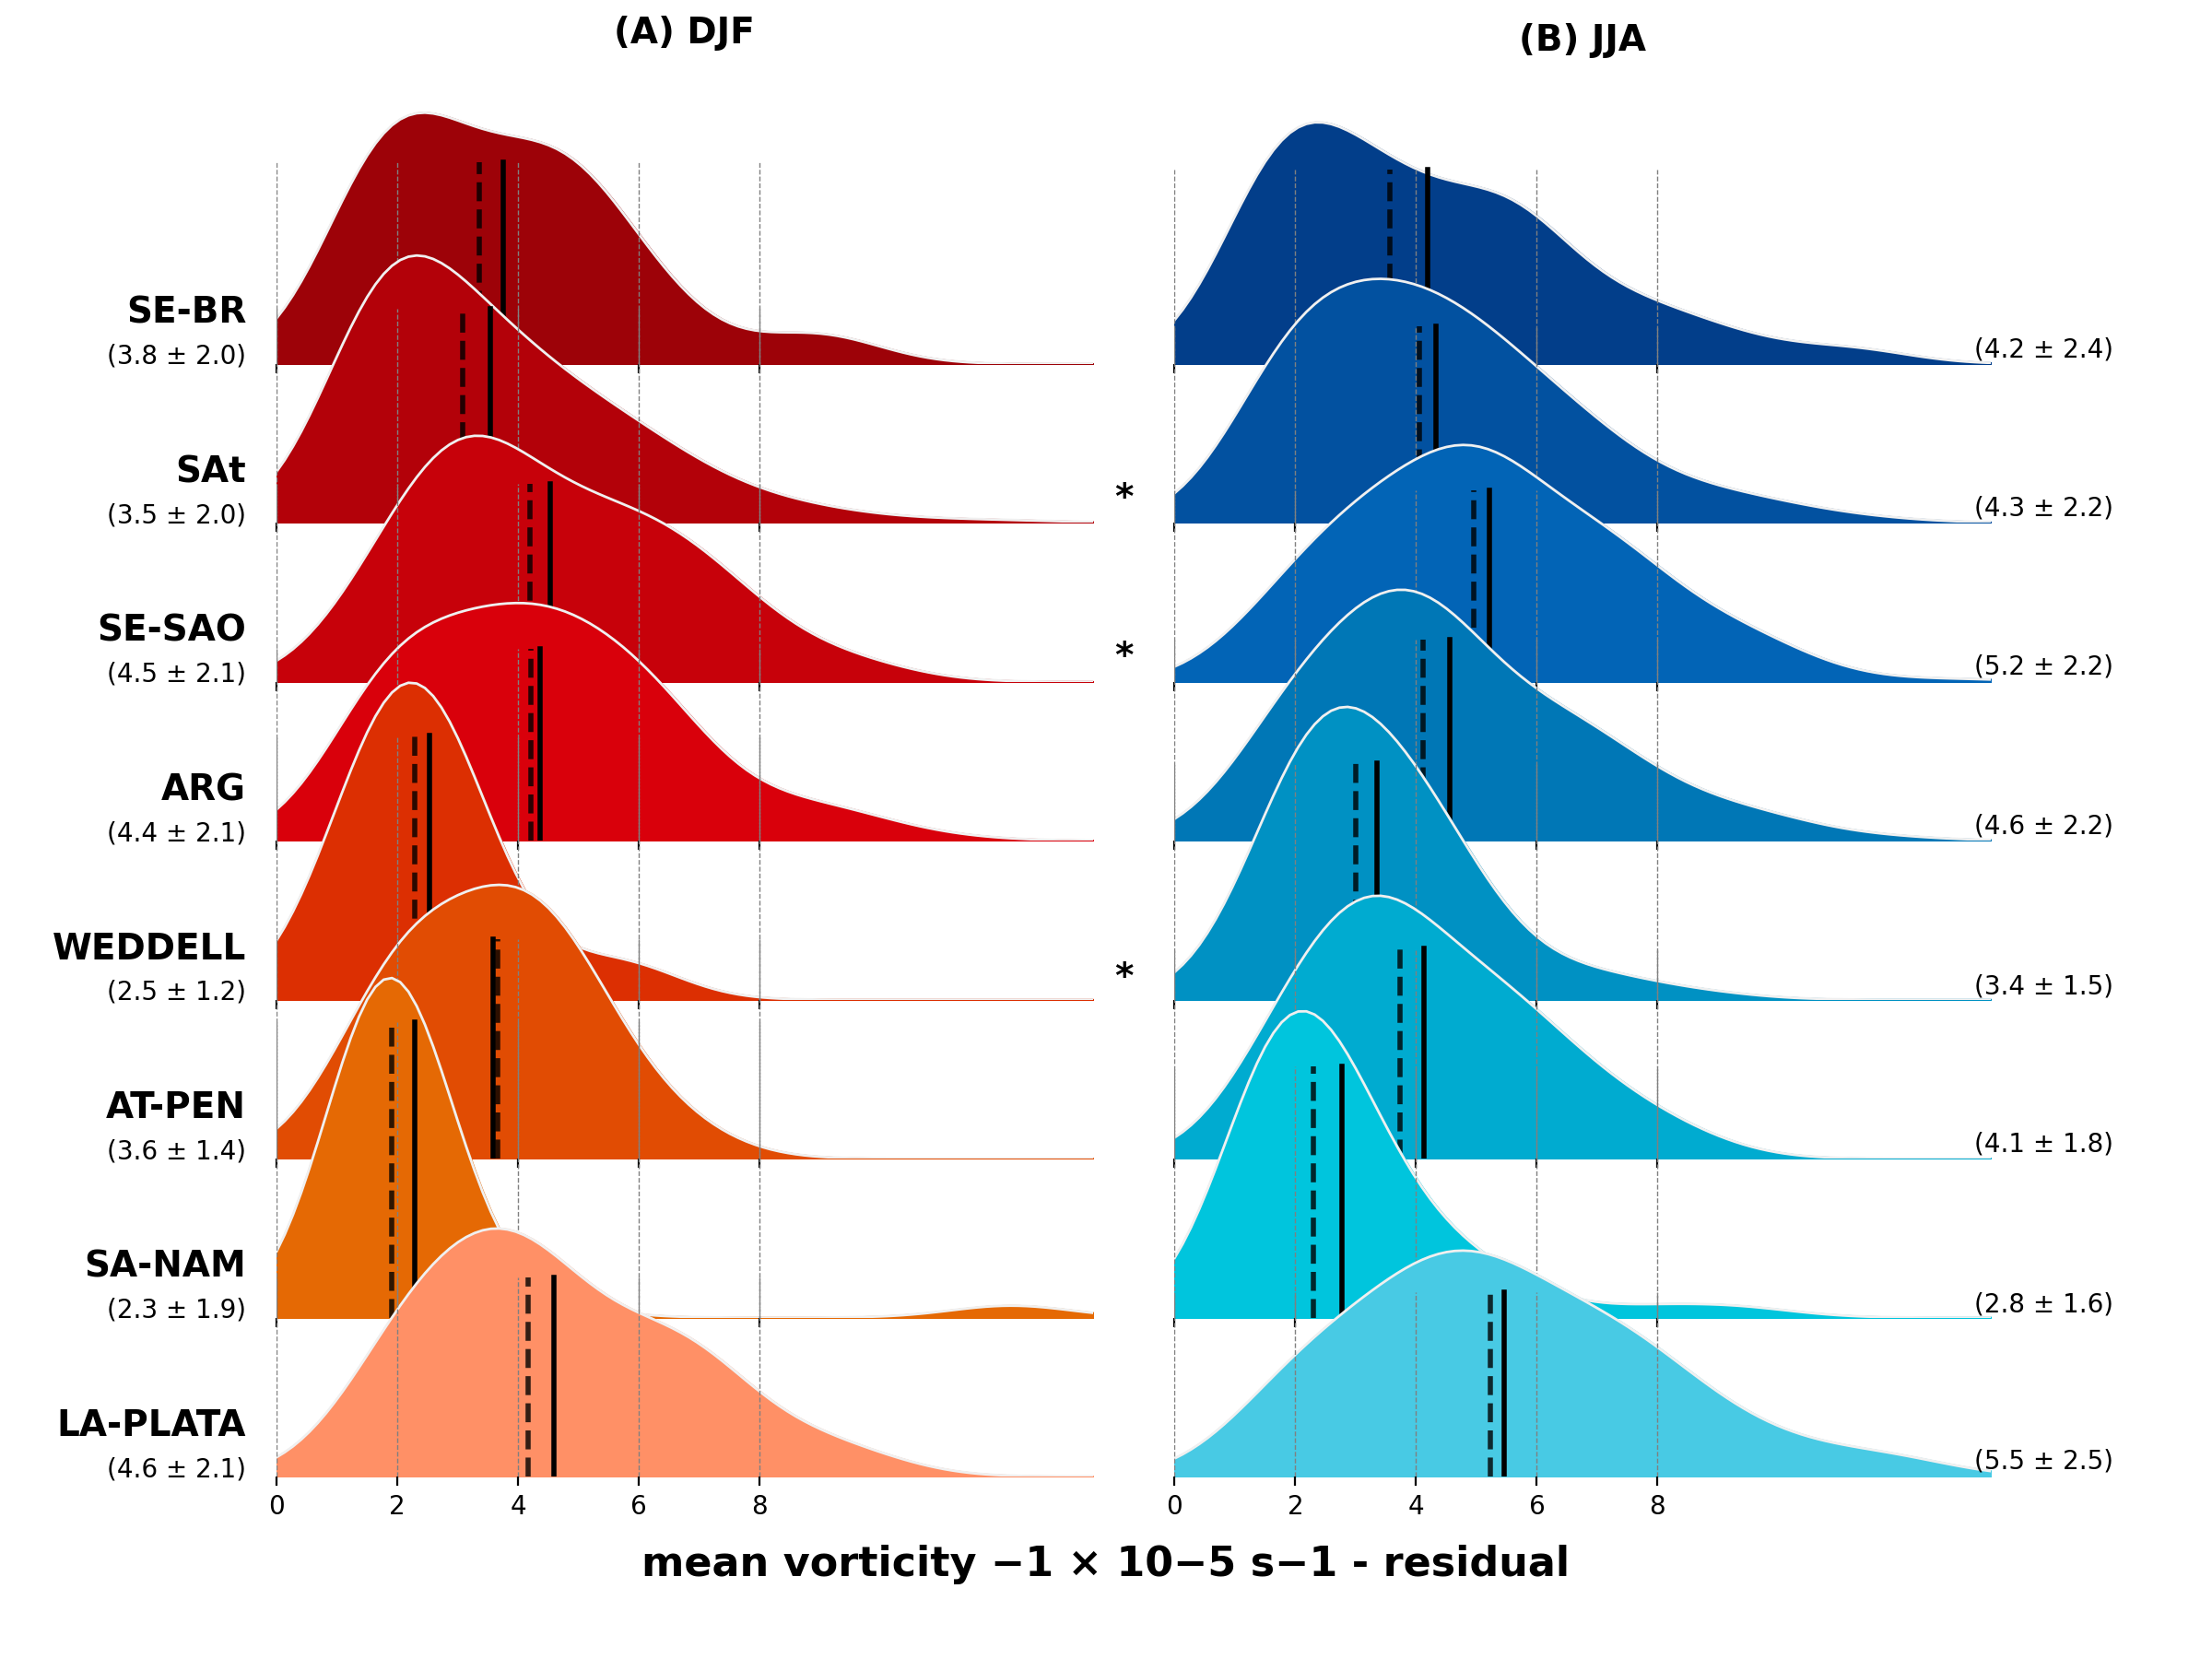 (A) DJF
(B) JJA
SE-BR
(3.8 ± 2.0)
(4.2 ± 2.4)
SAt
(3.5 ± 2.0)
*
(4.3 ± 2.2)
SE-SAO
(4.5 ± 2.1)
*
(5.2 ± 2.2)
ARG
(4.4 ± 2.1)
(4.6 ± 2.2)
WEDDELL
(2.5 ± 1.2)
*
(3.4 ± 1.5)
AT-PEN
(3.6 ± 1.4)
(4.1 ± 1.8)
SA-NAM
(2.3 ± 1.9)
(2.8 ± 1.6)
LA-PLATA
(4.6 ± 2.1)
(5.5 ± 2.5)
0 2 4 6 8
0 2 4 6 8
mean vorticity −1 × 10−5 s−1 - residual